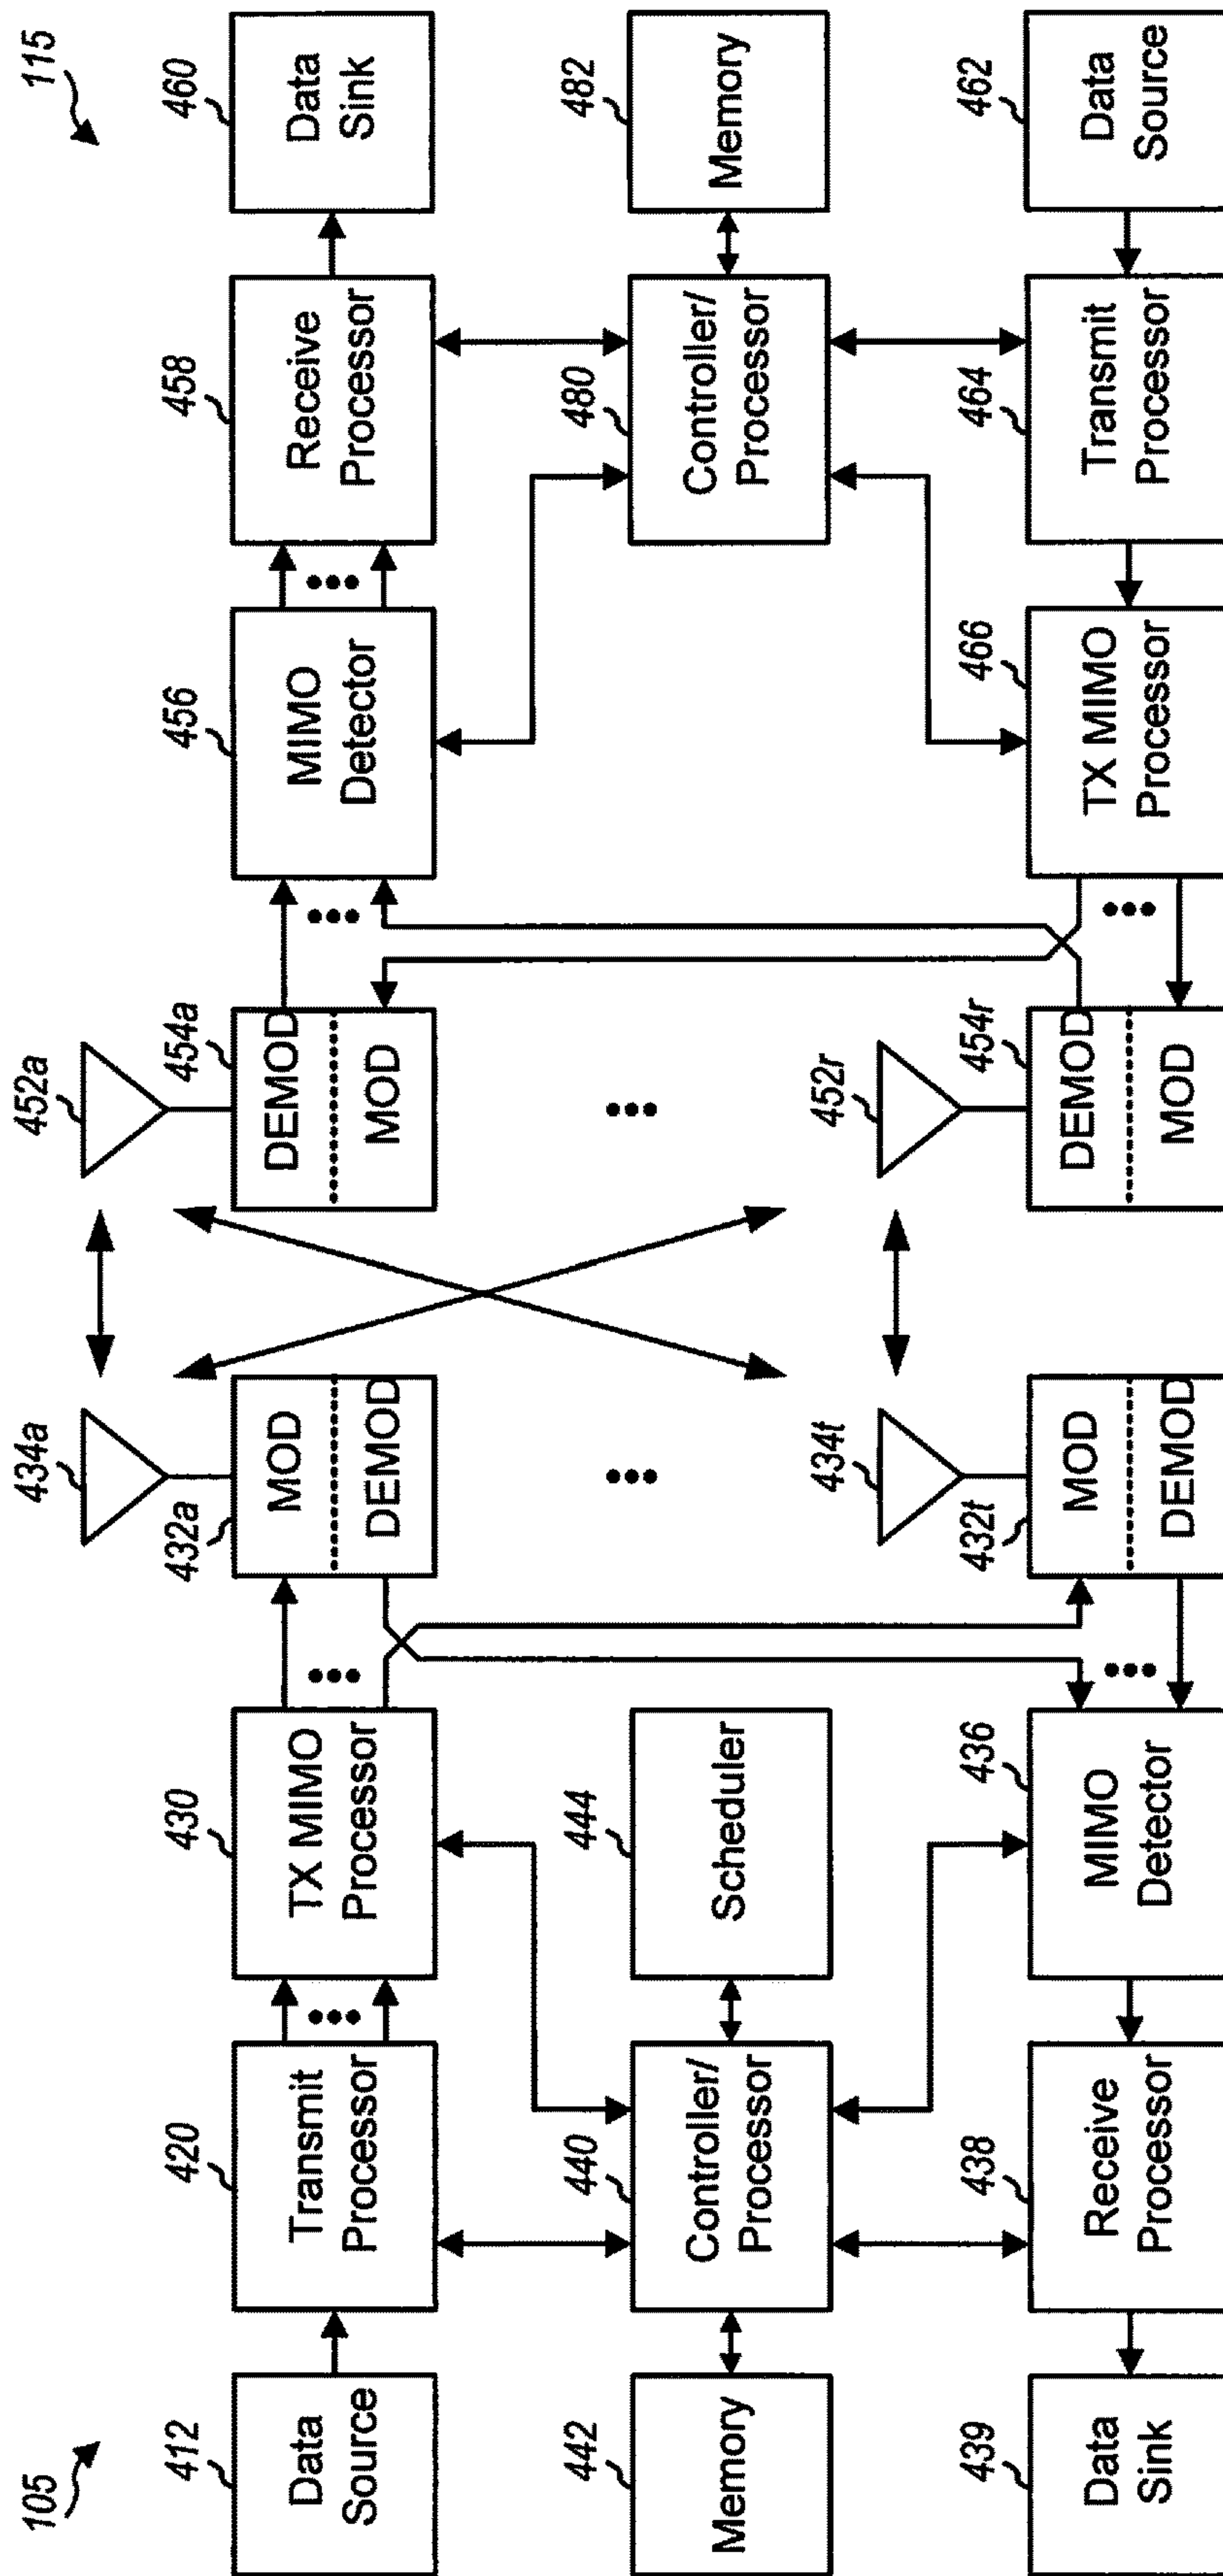 105
412
Data
Source
420
Transmit
Processor
430
TX MIMO
Processor
432a
MOD
DEMOD
434a
452a
454a
DEMOD
MOD
456
MIMO
Detector
458
Receive
Processor
460
Data
Sink
115
442
Memory
440
Controller/
Processor
444
Scheduler
480
Controller/
Processor
482
Memory
439
Data
Sink
438
Receive
Processor
436
MIMO
Detector
432t
MOD
DEMOD
434t
452r
454r
DEMOD
MOD
466
TX MIMO
Processor
464
Transmit
Processor
462
Data
Source